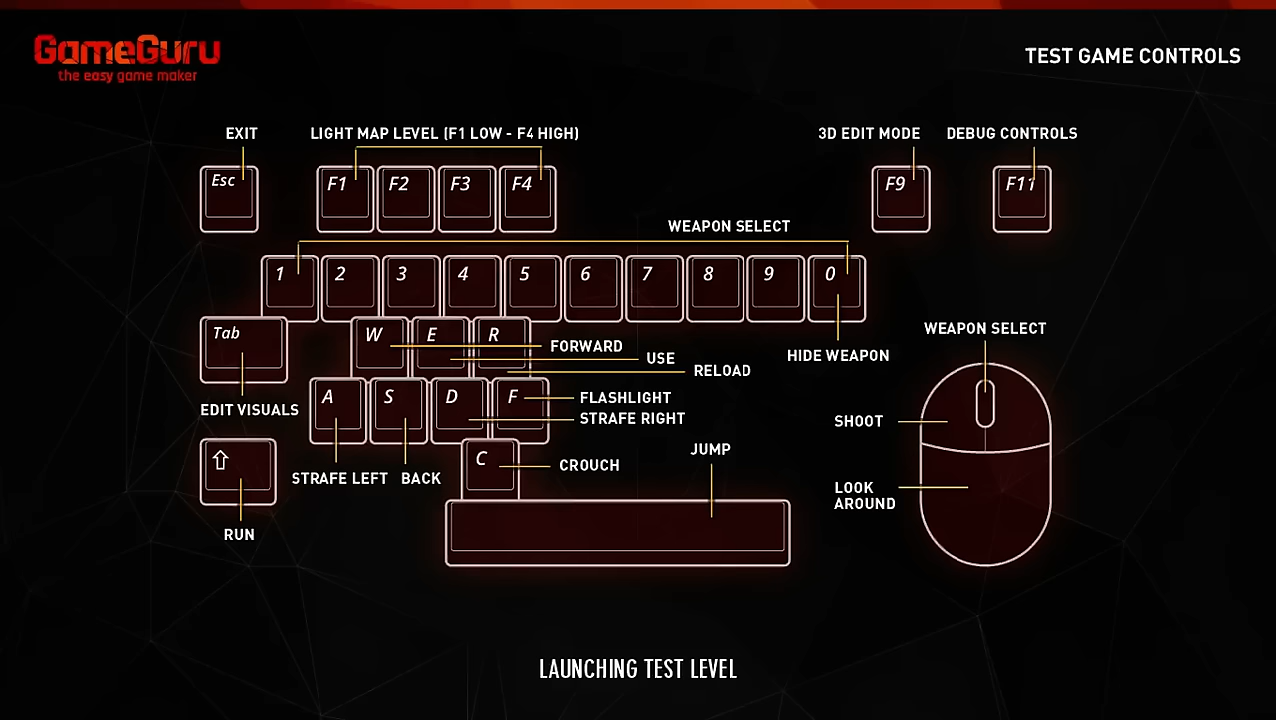 GameGuru
the easy game maker
TEST GAME CONTROLS
EXIT
LIGHT MAP LEVEL (F1 LOW - F4 HIGH)
3D EDIT MODE
DEBUG CONTROLS
Esc
F1
F2
F3
F4
F9
F11
WEAPON SELECT
1
2
3
4
5
6
7
8
9
0
HIDE WEAPON
Tab
W
E
R
FORWARD
USE
RELOAD
EDIT VISUALS
A
S
D
F
FLASHLIGHT
STRAFE RIGHT
STRAFE LEFT
BACK
C
CROUCH
JUMP
RUN
WEAPON SELECT
SHOOT
LOOK
AROUND
LAUNCHING TEST LEVEL